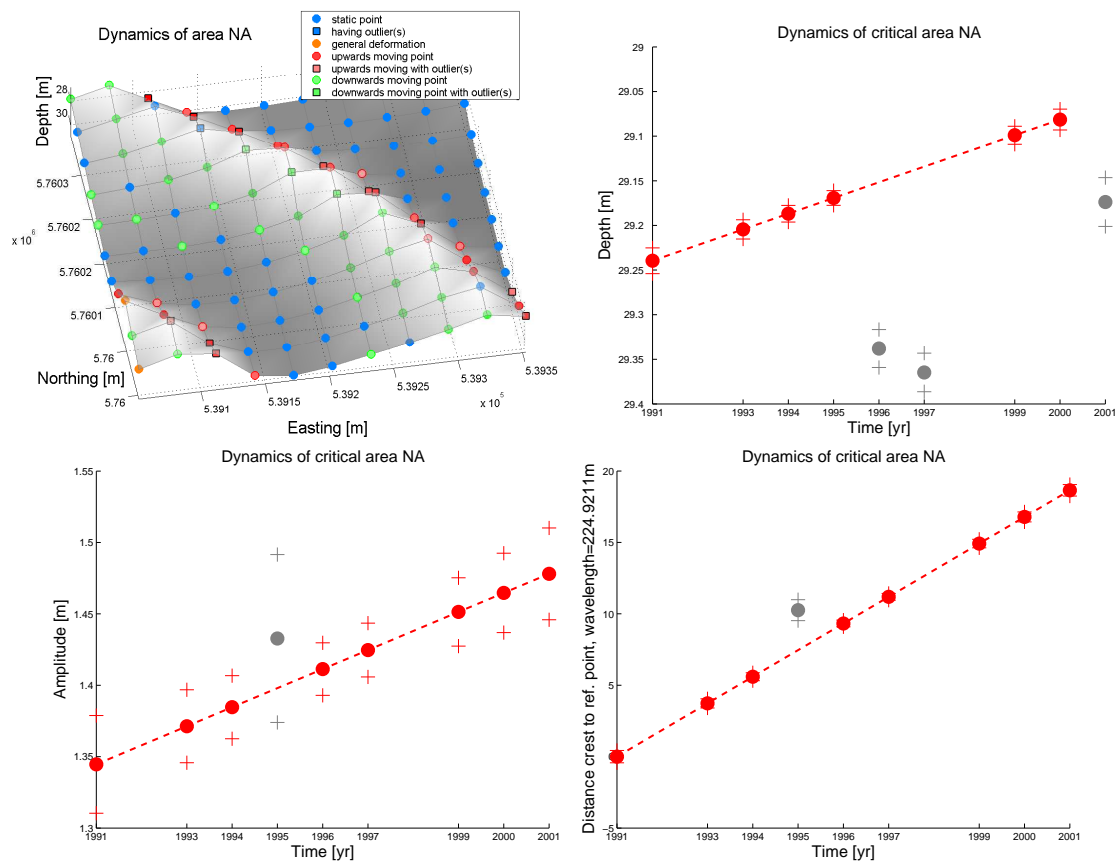 Dynamics of area NA
static point
having outlier(s)
general deformation
upwards moving point
upwards moving with outlier(s)
downwards moving point
downwards moving point with outlier(s)
Depth [m]
28
30
5.7603
5.7602
x 10⁶
5.7602
5.7601
5.76
5.76
Northing [m]
5.391
5.3915
5.392
5.3925
5.393
5.3935
x 10⁵
Easting [m]
Dynamics of critical area NA
Depth [m]
29
29.05
29.1
29.15
29.2
29.25
29.3
29.35
29.4
1991 1993 1994 1995 1996 1997 1999 2000 2001
Time [yr]
Dynamics of critical area NA
Amplitude [m]
1.55
1.5
1.45
1.4
1.35
1.3
1991 1993 1994 1995 1996 1997 1999 2000 2001
Time [yr]
Dynamics of critical area NA
Distance crest to ref. point, wavelength=224.9211m
20
15
10
5
−5
1991 1993 1994 1995 1996 1997 1999 2000 2001
Time [yr]